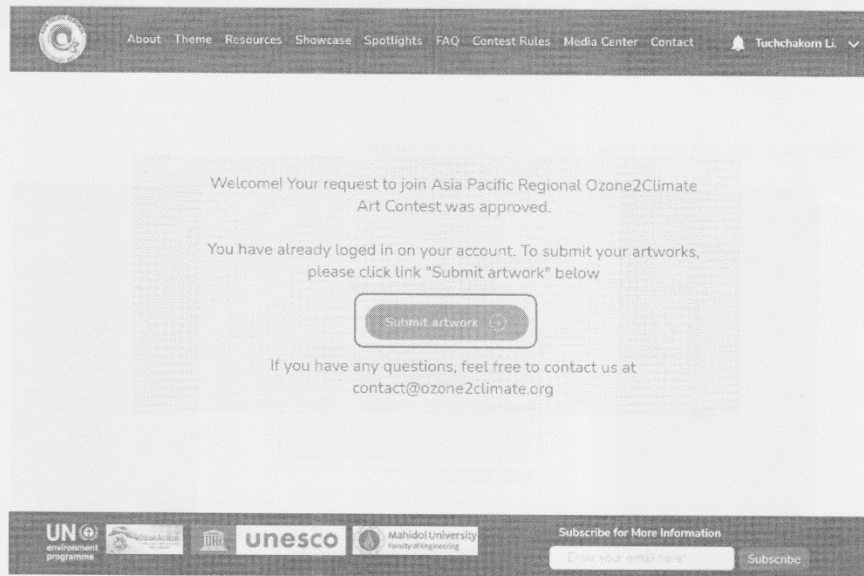 About Theme Resources Showcase Spotlights FAQ Contest Rules Media Center Contact Tuchchakorn Li.
Welcome! Your request to join Asia Pacific Regional Ozone2Climate
Art Contest was approved.
You have already loged in on your account. To submit your artworks,
please click link "Submit artwork" below
Submit artwork
If you have any questions, feel free to contact us at
contact@ozone2climate.org
UN
environment
programme
OzonAction
unesco
Mahidol University
Faculty of Engineering
Subscribe for More Information
Enter your email here*
Subscribe